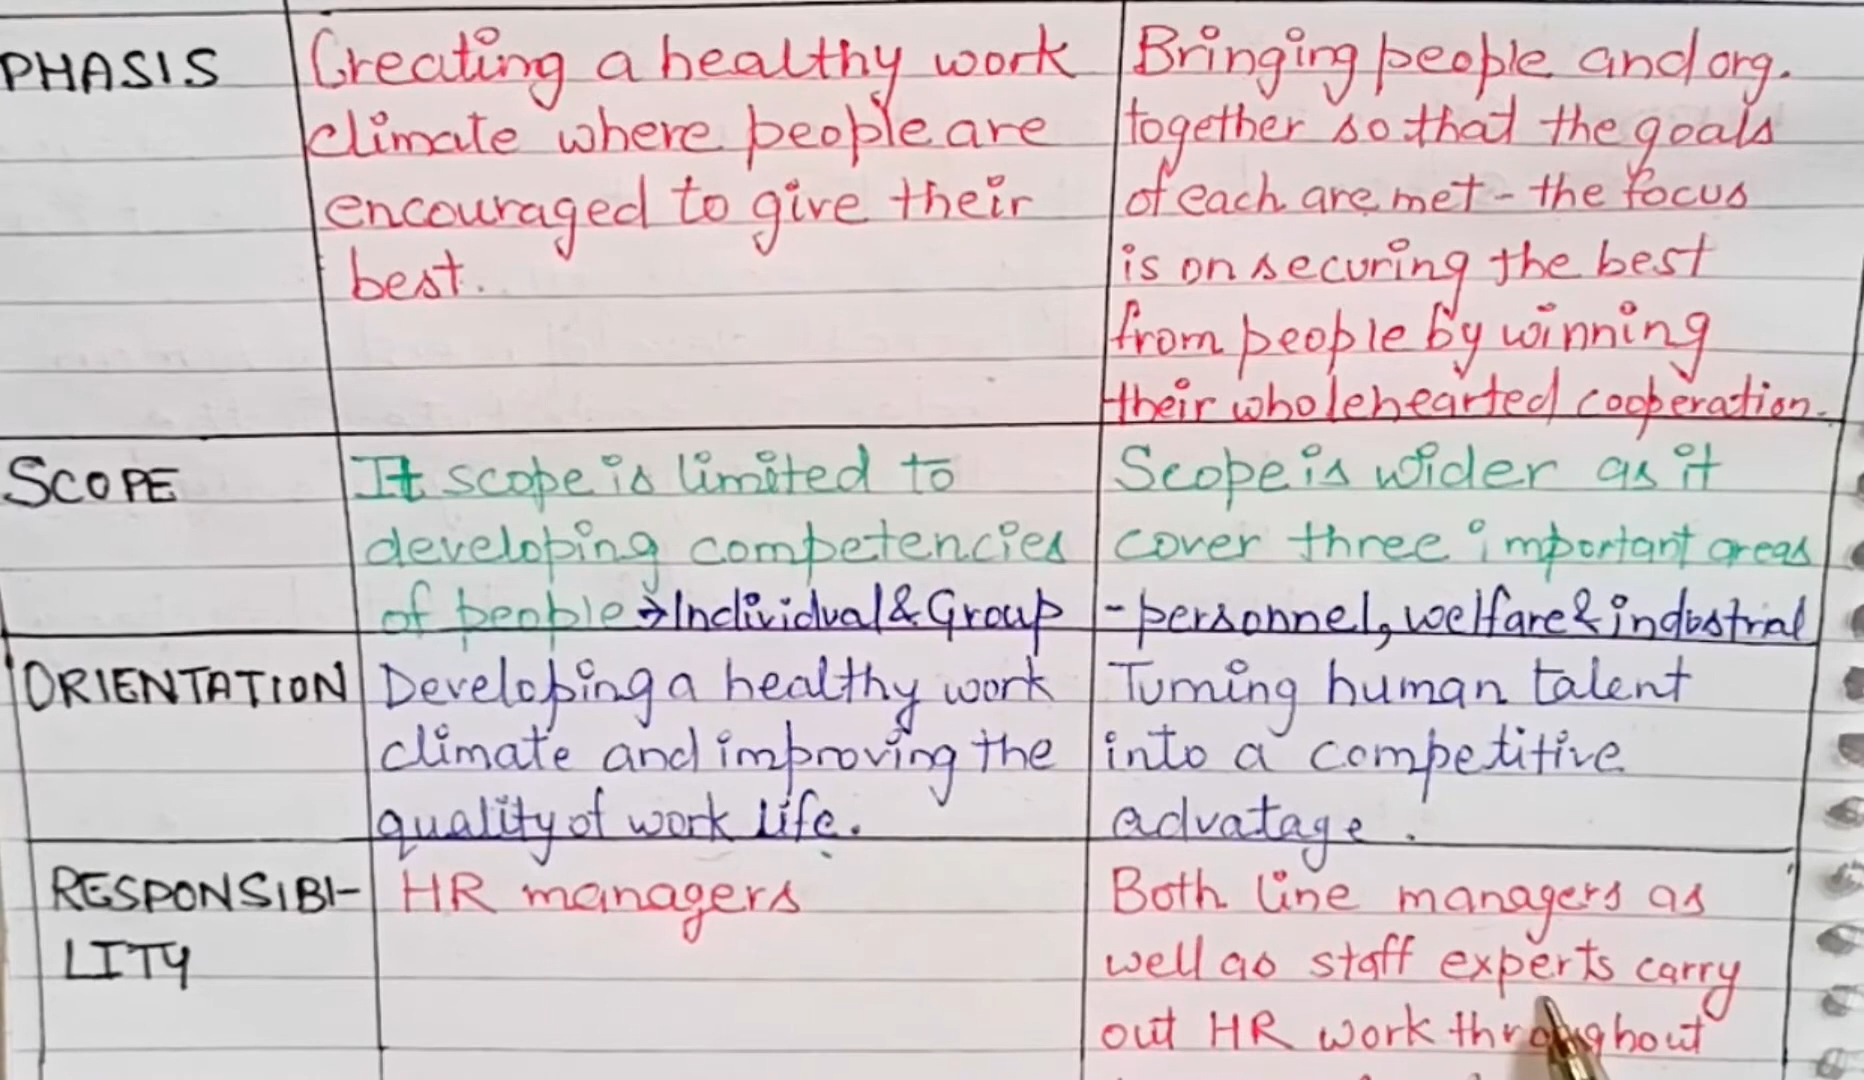 PHASIS
Creating a healthy work
climate where people are
encouraged to give their
best.
Bringing people and org.
together so that the goals
of each are met - the focus
is on securing the best
from people by winning
their wholehearted cooperation.
SCOPE
It scope is limited to
developing competencies
of people → Individual & Group
Scope is wider as it
cover three important areas
- personnel, welfare & industrial
ORIENTATION
Developing a healthy work
climate and improving the
quality of work life.
Turning human talent
into a competitive
advatage.
RESPONSIBI-
LITY
HR managers
Both line managers as
well as staff experts carry
out HR work throughout